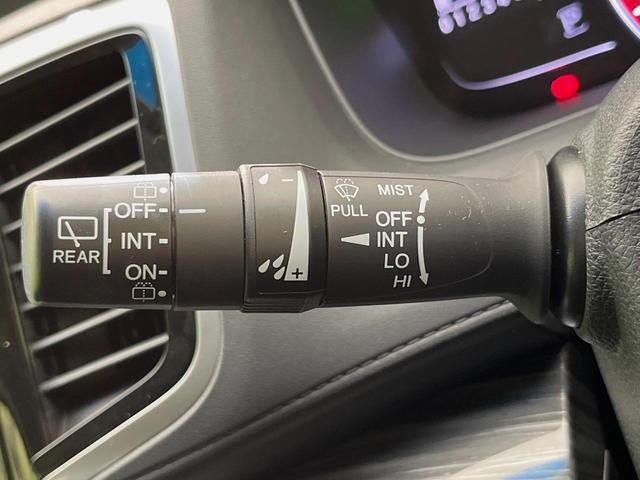 REAR
OFF
INT
ON
−
+
PULL
MIST
OFF
INT
LO
HI
E